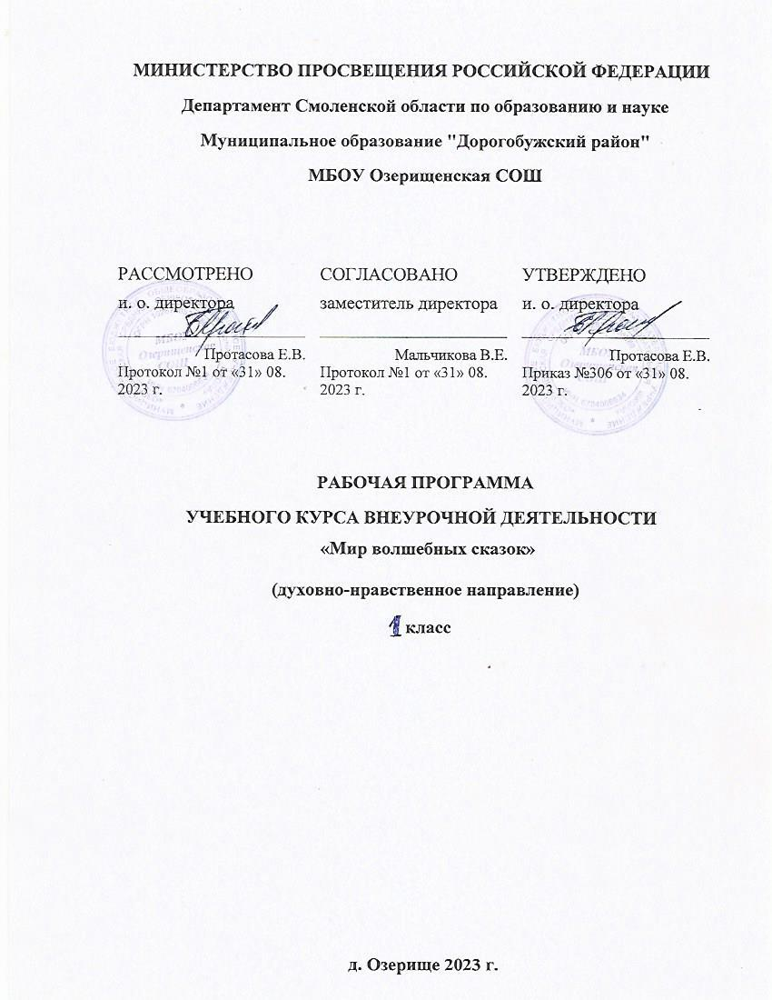 МИНИСТЕРСТВО ПРОСВЕЩЕНИЯ РОССИЙСКОЙ ФЕДЕРАЦИИ
Департамент Смоленской области по образованию и науке
Муниципальное образование "Дорогобужский район"
МБОУ Озерищенская СОШ
РАССМОТРЕНО
и. о. директора
Протасова Е.В.
Протокол №1 от «31» 08.
2023 г.
СОГЛАСОВАНО
заместитель директора
Мальчикова В.Е.
Протокол №1 от «31» 08.
2023 г.
УТВЕРЖДЕНО
и. о. директора
Протасова Е.В.
Приказ №306 от «31» 08.
2023 г.
РАБОЧАЯ ПРОГРАММА
УЧЕБНОГО КУРСА ВНЕУРОЧНОЙ ДЕЯТЕЛЬНОСТИ
«Мир волшебных сказок»
(духовно-нравственное направление)
1 класс
д. Озерище 2023 г.